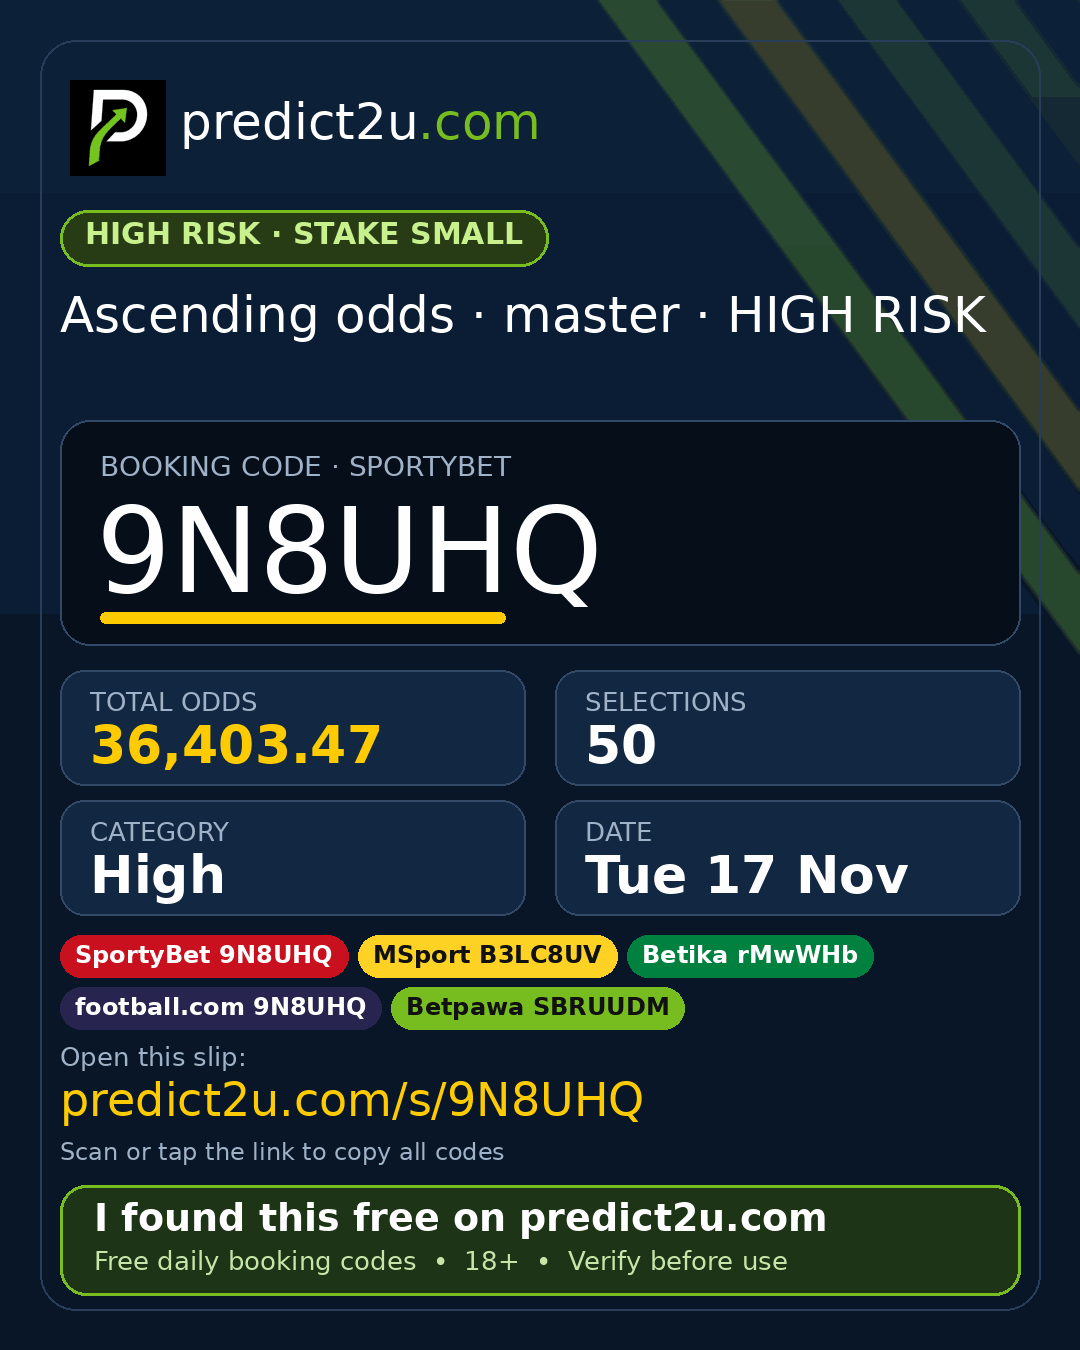 predict2u.com
HIGH RISK · STAKE SMALL
Ascending odds · master · HIGH RISK
BOOKING CODE · SPORTYBET
9N8UHQ
TOTAL ODDS
36,403.47
SELECTIONS
50
CATEGORY
High
DATE
Tue 17 Nov
SportyBet 9N8UHQ
MSport B3LC8UV
Betika rMwWHb
football.com 9N8UHQ
Betpawa SBRUUDM
Open this slip:
predict2u.com/s/9N8UHQ
Scan or tap the link to copy all codes
I found this free on predict2u.com
Free daily booking codes • 18+ • Verify before use